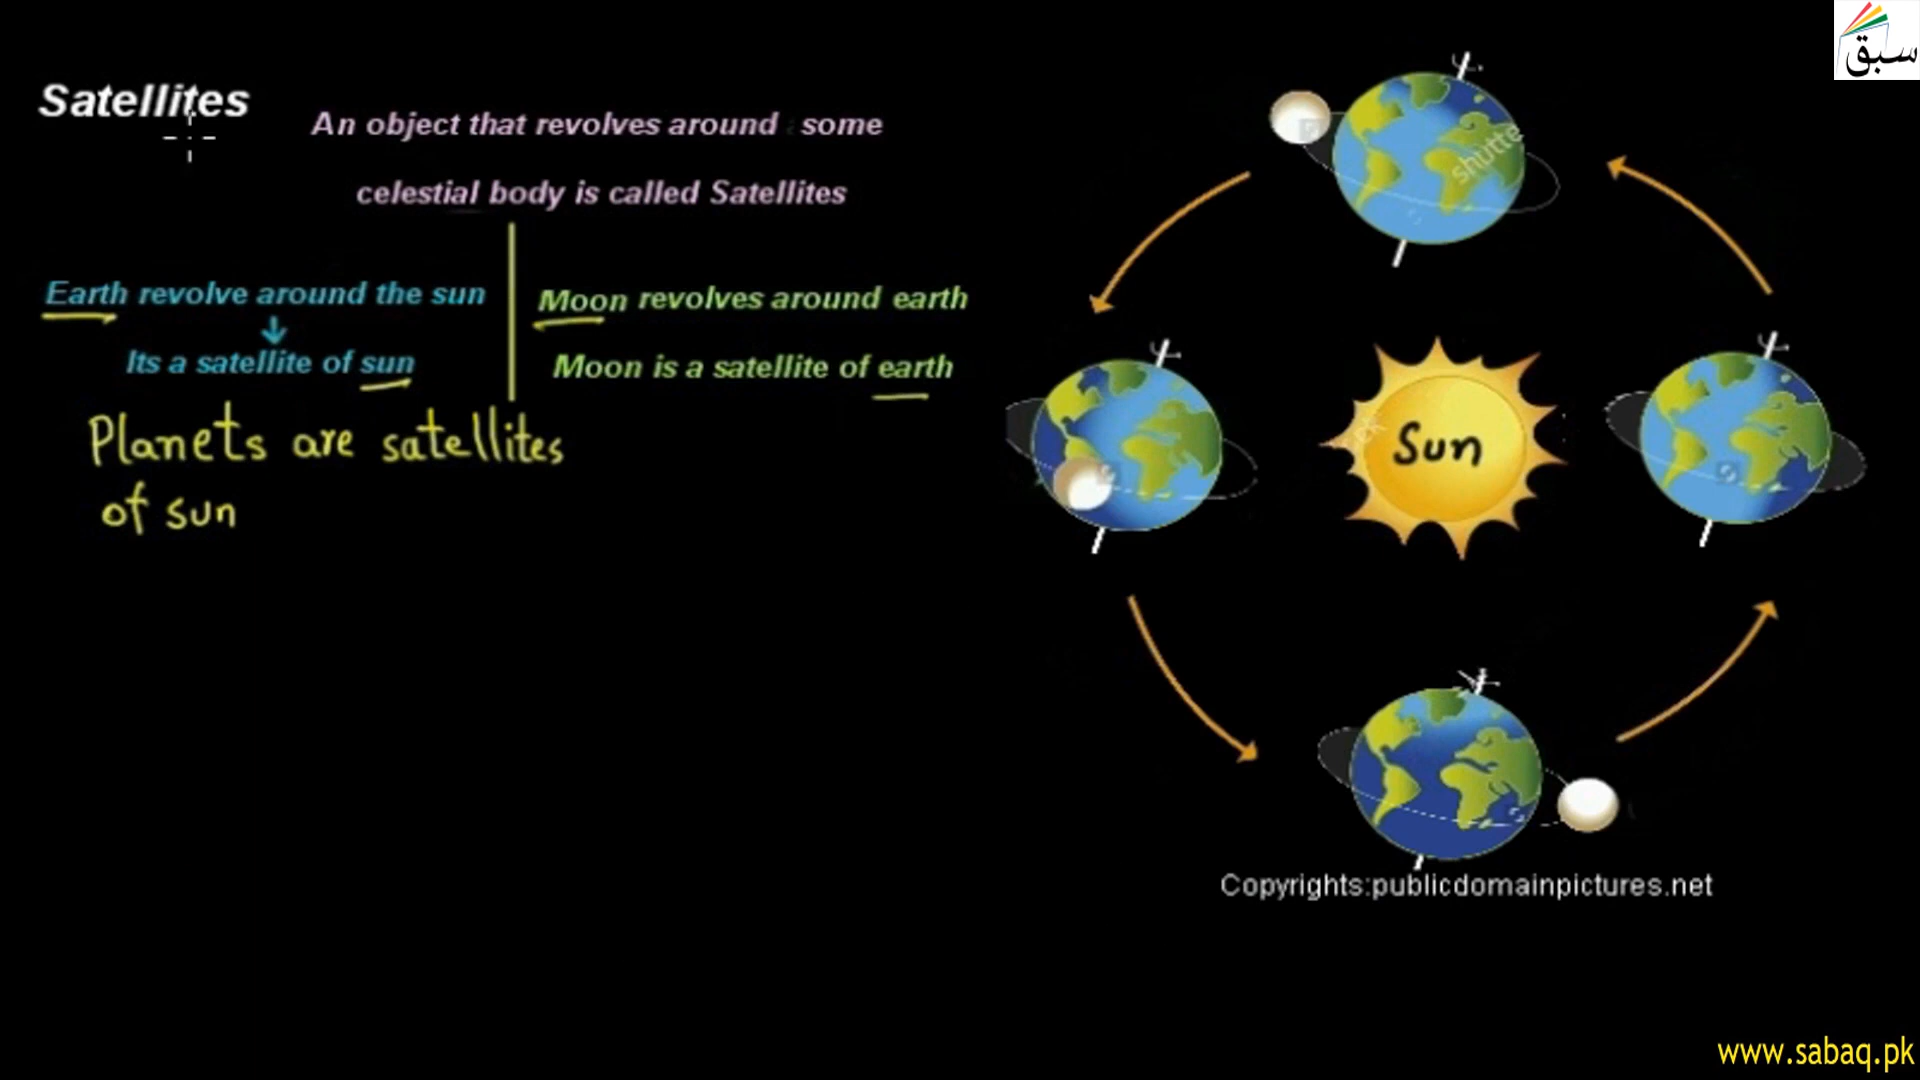 سبق
Satellites
An object that revolves around some
celestial body is called Satellites
Earth revolve around the sun
Its a satellite of sun
Moon revolves around earth
Moon is a satellite of earth
Planets are satellites
of sun
shutte
Sun
Copyrights:publicdomainpictures.net
www.sabaq.pk